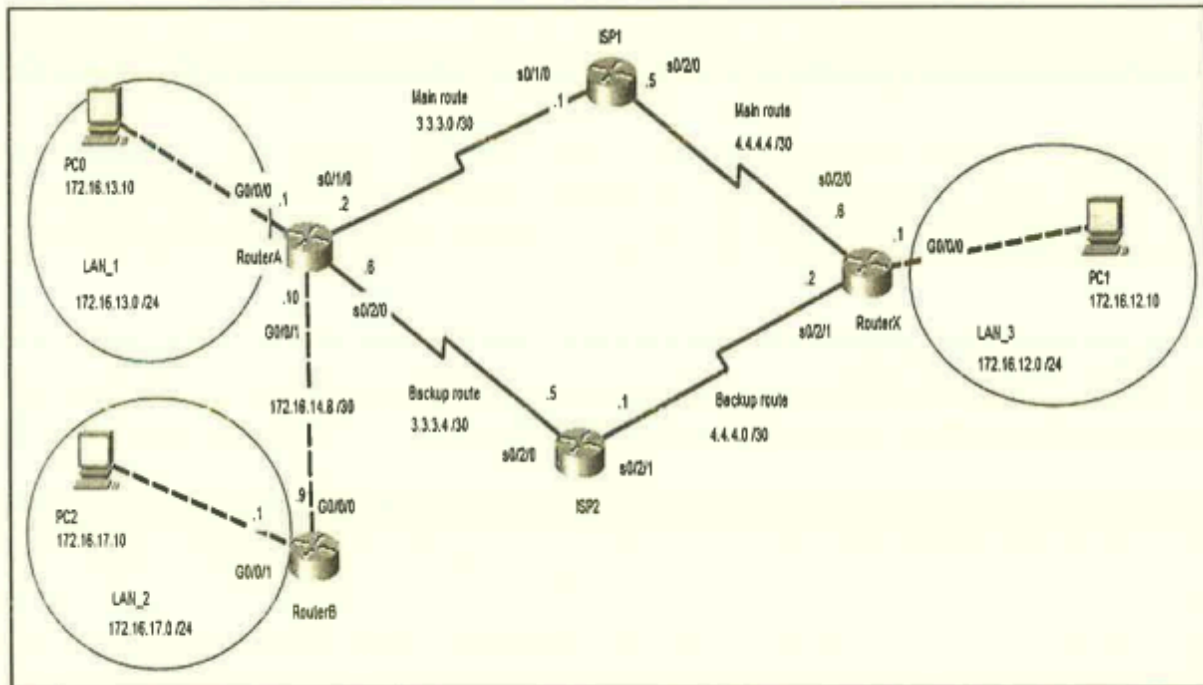 ISP1
s0/1/0
s0/2/0
.1
.5
Main route
3.3.3.0 /30
Main route
4.4.4.4 /30
PC0
172.16.13.10
G0/0/0
.1
s0/1/0
.2
RouterA
LAN_1
172.16.13.0 /24
.6
s0/2/0
.10
G0/0/1
s0/2/0
.6
.1
G0/0/0
PC1
172.16.12.10
.2
RouterX
s0/2/1
LAN_3
172.16.12.0 /24
172.16.14.8 /30
Backup route
3.3.3.4 /30
.5
s0/2/0
.1
s0/2/1
Backup route
4.4.4.0 /30
ISP2
PC2
172.16.17.10
.1
G0/0/1
.9
G0/0/0
RouterB
LAN_2
172.16.17.0 /24